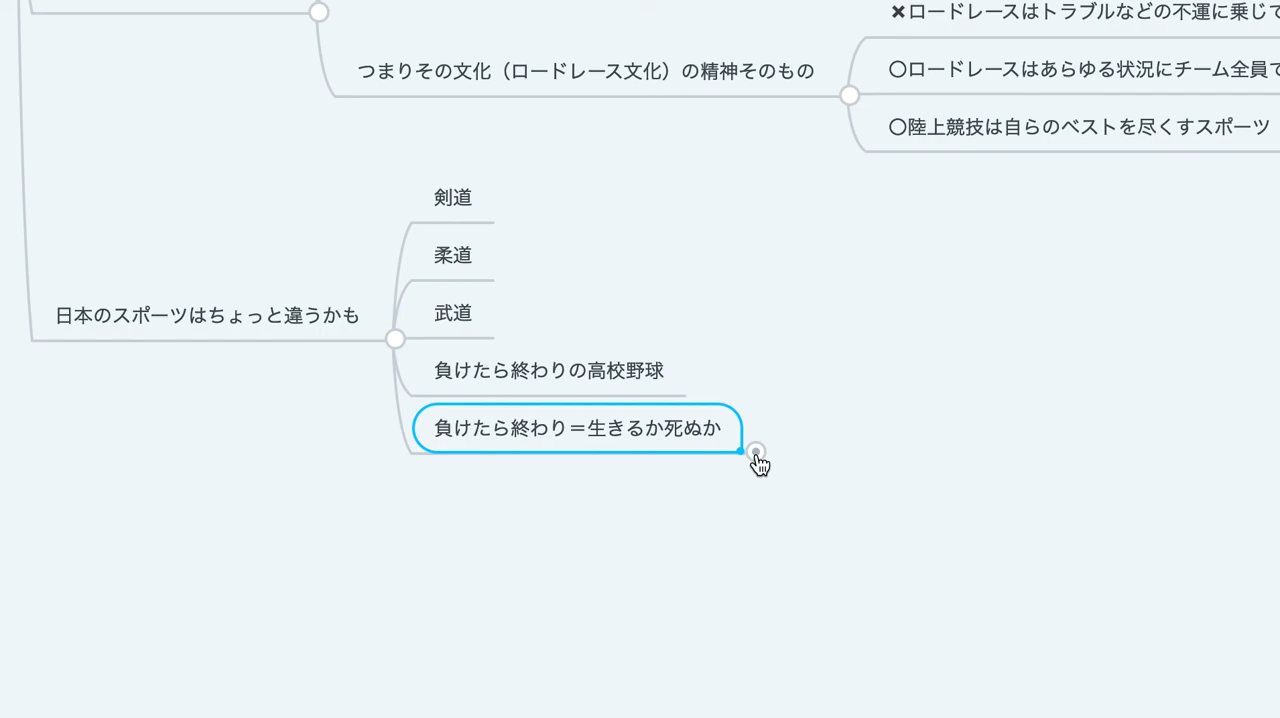 ✖ロードレースはトラブルなどの不運に乗じて
つまりその文化（ロードレース文化）の精神そのもの
〇ロードレースはあらゆる状況にチーム全員で
〇陸上競技は自らのベストを尽くすスポーツ
剣道
柔道
武道
日本のスポーツはちょっと違うかも
負けたら終わりの高校野球
負けたら終わり＝生きるか死ぬか